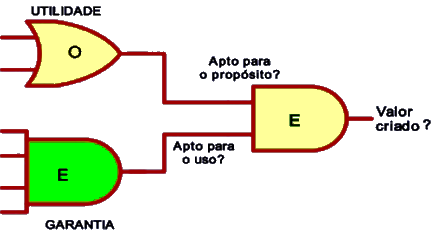 UTILIDADE
O
Apto para
o propósito?
E
Valor
criado ?
Apto para
o uso?
E
GARANTIA